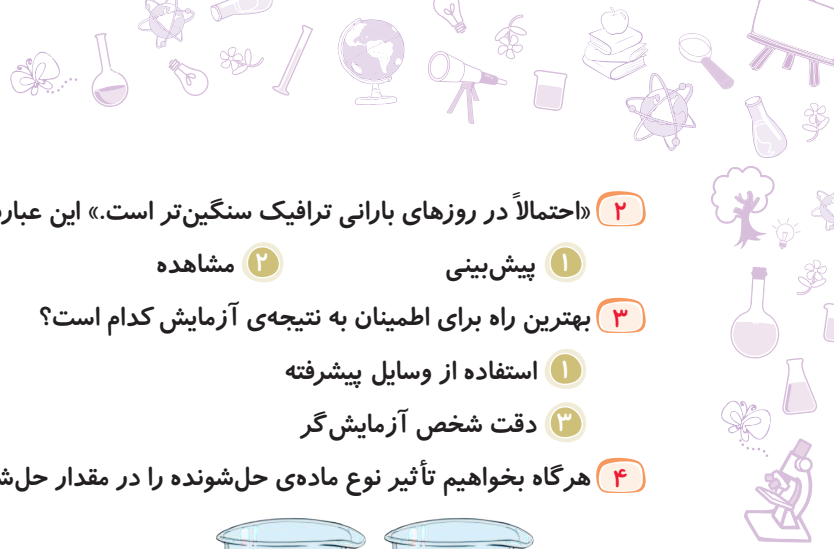 ۲ «احتمالاً در روزهای بارانی ترافیک سنگین‌تر است.» این
۱ پیش‌بینی ۲ مشاهده
۳ بهترین راه برای اطمینان به نتیجه‌ی آزمایش کدام است؟
۱ استفاده از وسایل پیشرفته
۳ دقت شخص آزمایش‌گر
۴ هرگاه بخواهیم تأثیر نوع ماده‌ی حل‌شونده را در مقدار